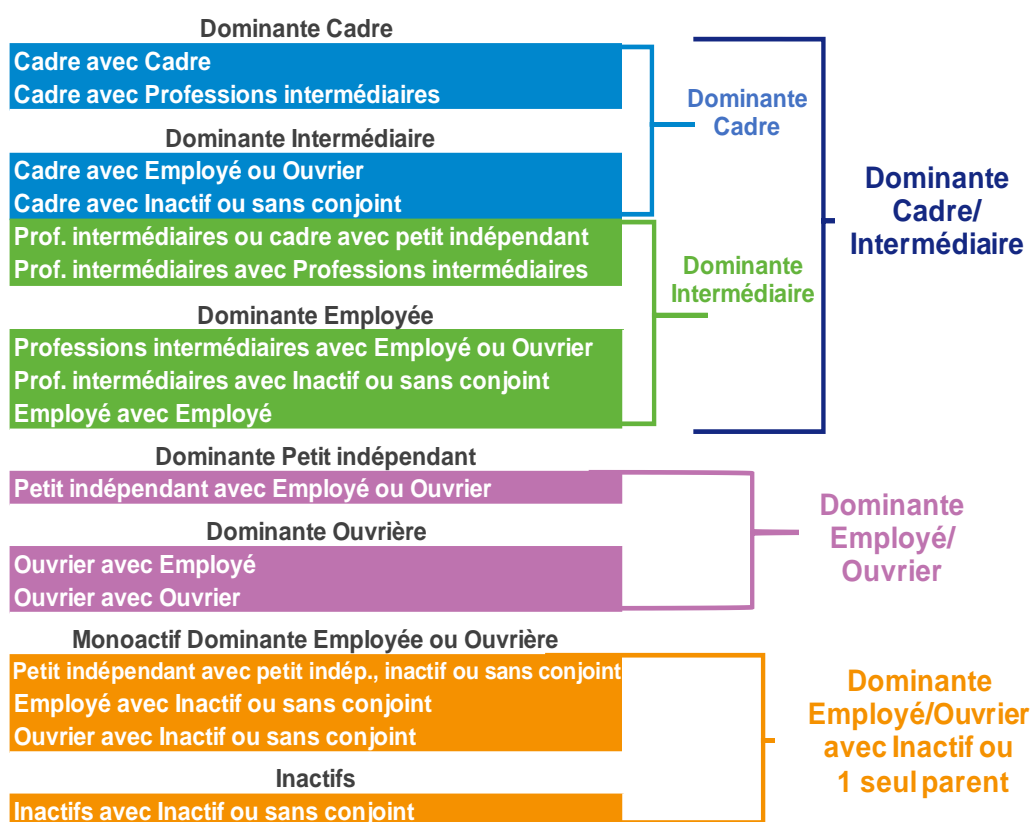 Dominante Cadre
Cadre avec Cadre
Cadre avec Professions intermédiaires
Dominante Intermédiaire
Cadre avec Employé ou Ouvrier
Cadre avec Inactif ou sans conjoint
Prof. intermédiaires ou cadre avec petit indépendant
Prof. intermédiaires avec Professions intermédiaires
Dominante Employée
Professions intermédiaires avec Employé ou Ouvrier
Prof. intermédiaires avec Inactif ou sans conjoint
Employé avec Employé
Dominante Petit indépendant
Petit indépendant avec Employé ou Ouvrier
Dominante Ouvrière
Ouvrier avec Employé
Ouvrier avec Ouvrier
Monoactif Dominante Employée ou Ouvrière
Petit indépendant avec petit indép., inactif ou sans conjoint
Employé avec Inactif ou sans conjoint
Ouvrier avec Inactif ou sans conjoint
Inactifs
Inactifs avec Inactif ou sans conjoint
Dominante
Cadre
Dominante
Intermédiaire
Dominante
Cadre/
Intermédiaire
Dominante
Employé/
Ouvrier
Dominante
Employé/Ouvrier
avec Inactif ou
1 seul parent